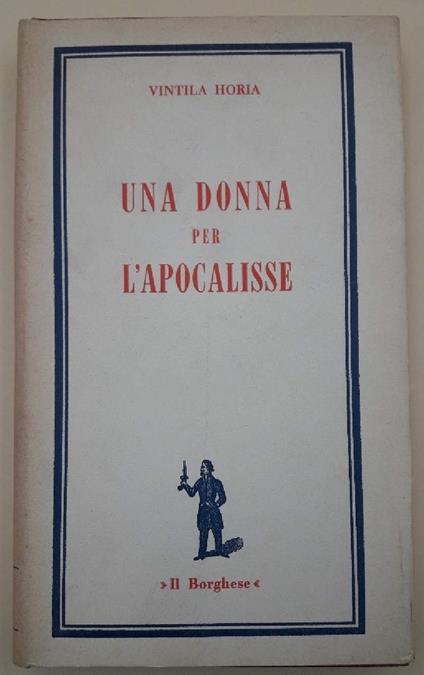 VINTILA HORIA
UNA DONNA
PER
L'APOCALISSE
»Il Borghese«